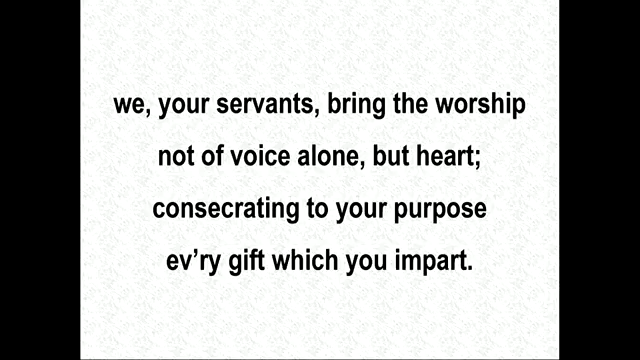 we, your servants, bring the worship
not of voice alone, but heart;
consecrating to your purpose
ev’ry gift which you impart.